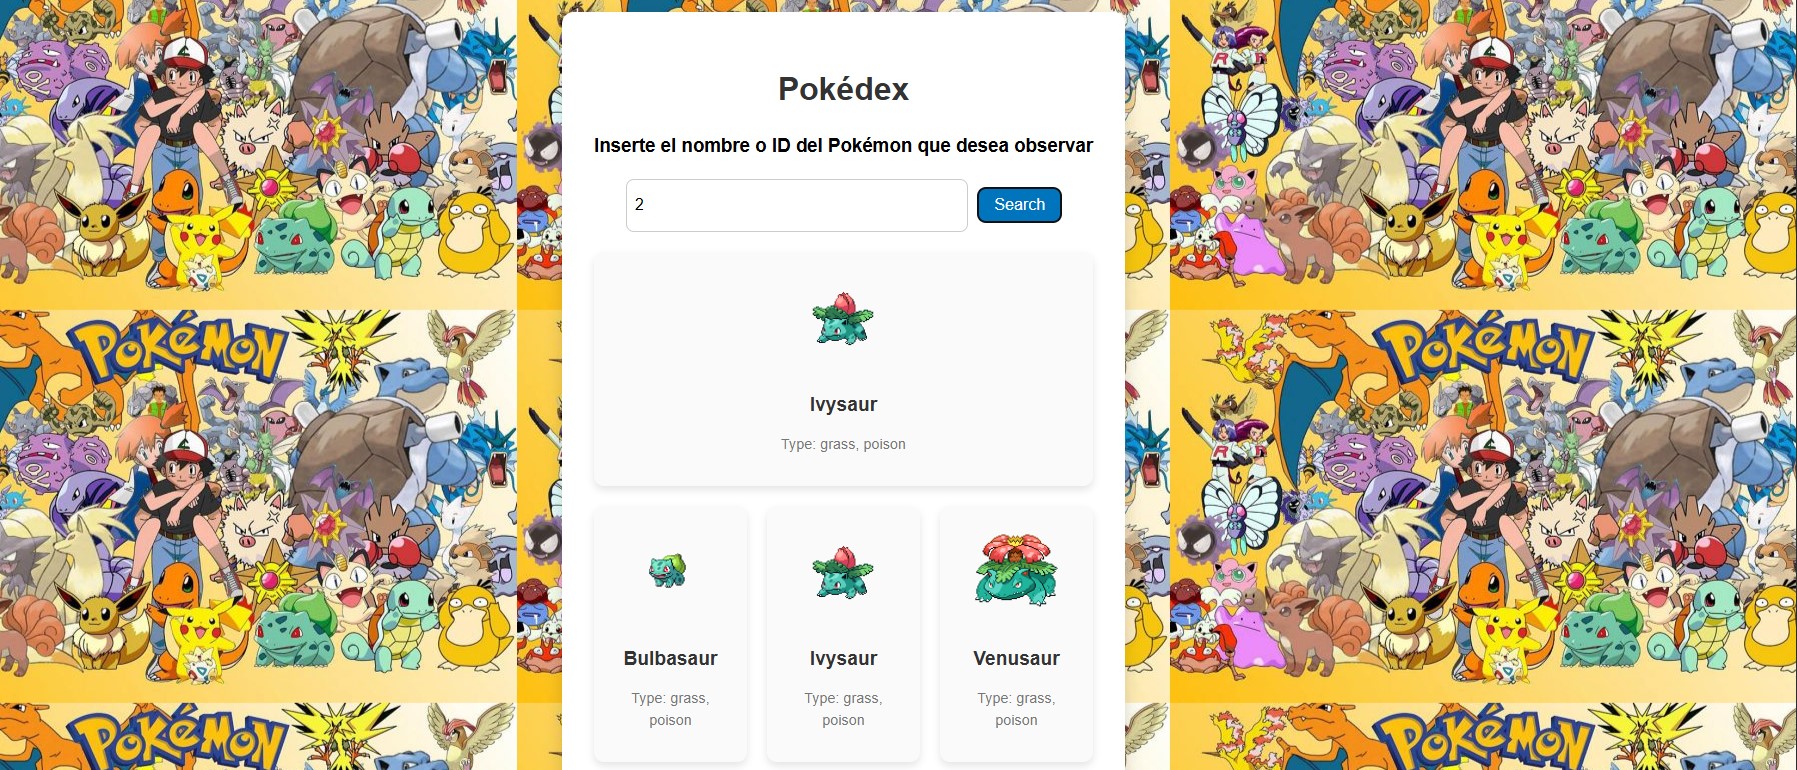 Pokédex
Inserte el nombre o ID del Pokémon que desea observar
2
Search
Ivysaur
Type: grass, poison
Bulbasaur
Type: grass,
poison
Ivysaur
Type: grass,
poison
Venusaur
Type: grass,
poison
POKéMON
POKéMON
POKéMON
POKéMON
R
R